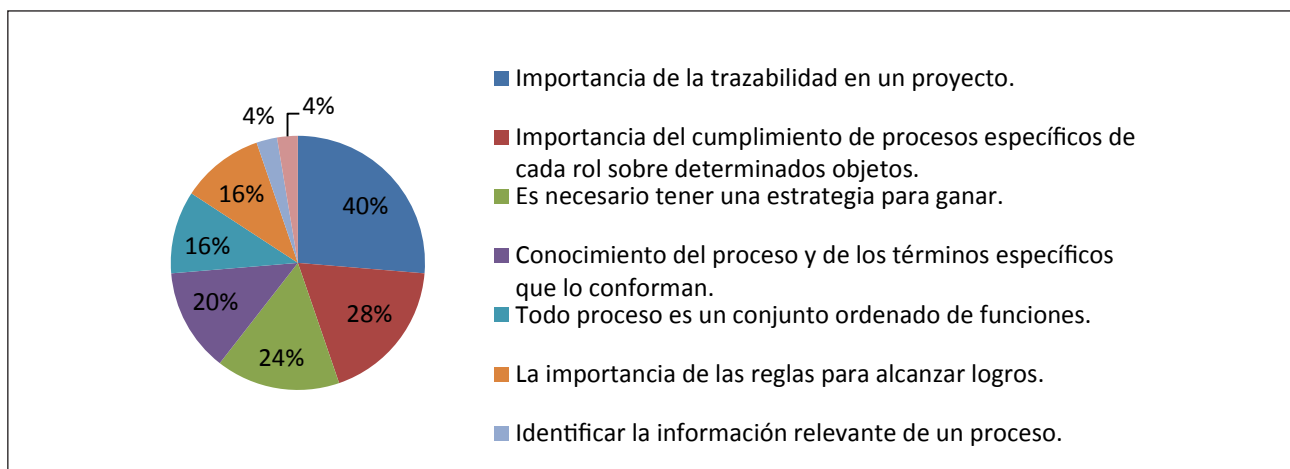 4%
4%
16%
40%
16%
20%
28%
24%
Importancia de la trazabilidad en un proyecto.
Importancia del cumplimiento de procesos específicos de
cada rol sobre determinados objetos.
Es necesario tener una estrategia para ganar.
Conocimiento del proceso y de los términos específicos
que lo conforman.
Todo proceso es un conjunto ordenado de funciones.
La importancia de las reglas para alcanzar logros.
Identificar la información relevante de un proceso.